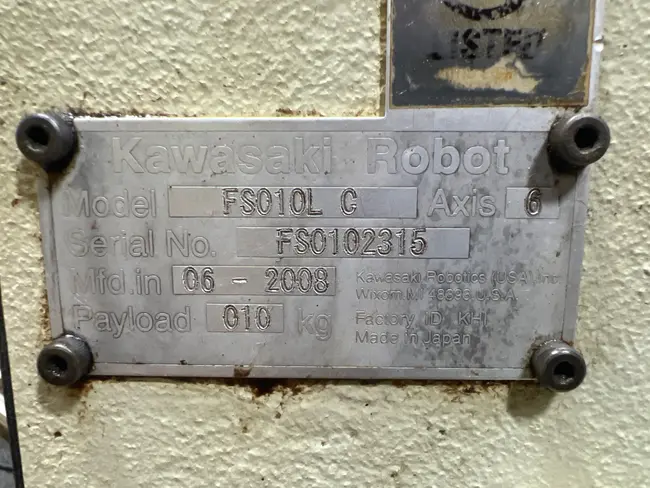 LISTED
Kawasaki Robot
Model FS010L C Axis 6
Serial No. FS0102315
Mfd.in 06 - 2008
Kawasaki Robotics (USA), Inc
Wixom, MI 48393 U.S.A.
Payload 010 kg
Factory ID, KHI
Made in Japan